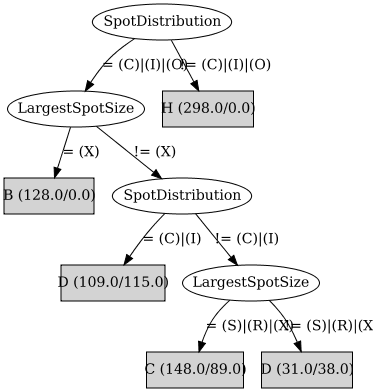 SpotDistribution
= (C)|(I)|(O)
!= (C)|(I)|(O)
LargestSpotSize
H (298.0/0.0)
= (X)
!= (X)
B (128.0/0.0)
SpotDistribution
= (C)|(I)
!= (C)|(I)
D (109.0/115.0)
LargestSpotSize
= (S)|(R)|(X)
!= (S)|(R)|(X
C (148.0/89.0)
D (31.0/38.0)